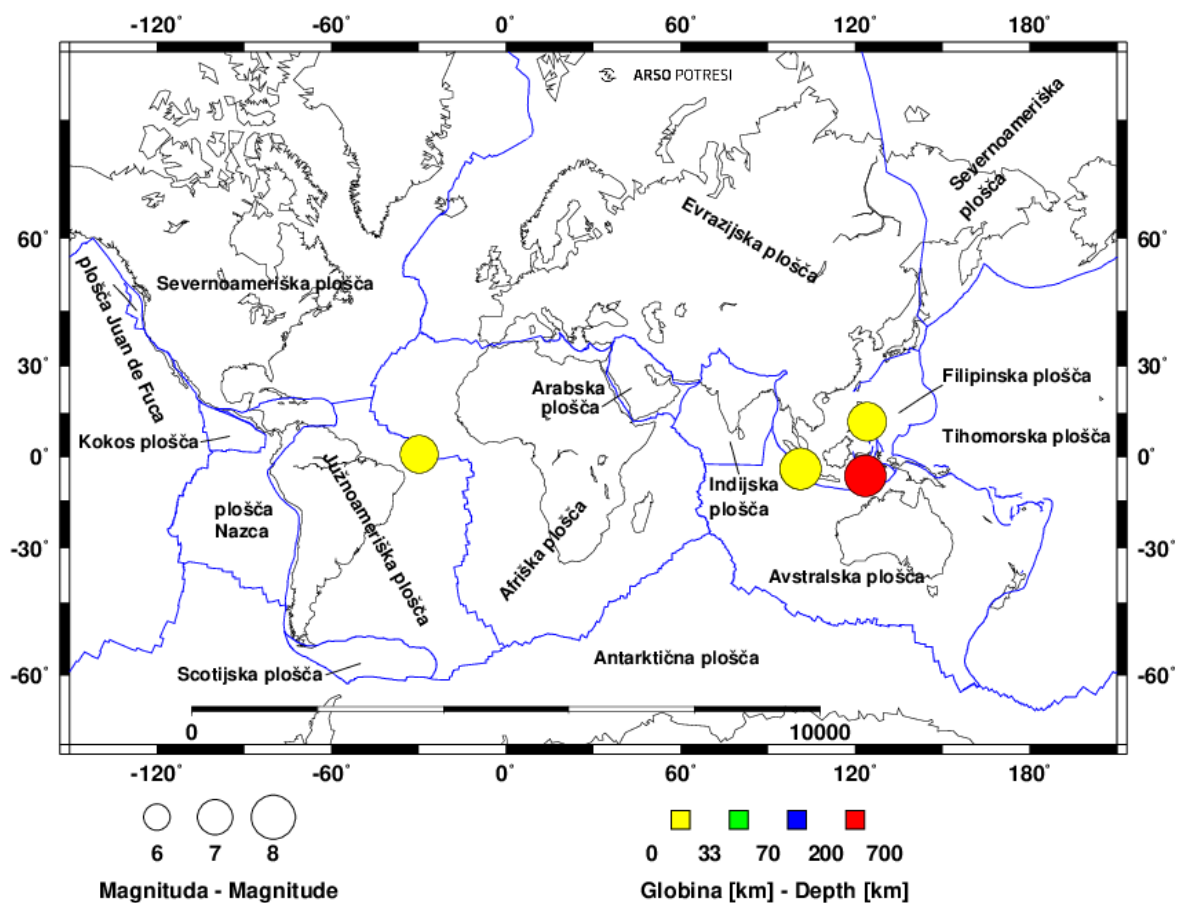 -120° -60° 0° 60° 120° 180°
ARSO POTRESI
Severnoameriška
plošča
Evrazijska plošča
60° 60°
plošča Juan de Fuca
Severnoameriška plošča
30° 30°
Arabska
plošča
Filipinska plošča
Kokos plošča
Tihomorska plošča
0° 0°
Južnoameriška plošča
Indijska
plošča
plošča
Nazca
Afriška plošča
-30° -30°
Avstralska plošča
Antarktična plošča
Scotijska plošča
-60° -60°
0 10000
-120° -60° 0° 60° 120° 180°
6 7 8
Magnituda - Magnitude
0 33 70 200 700
Globina [km] - Depth [km]